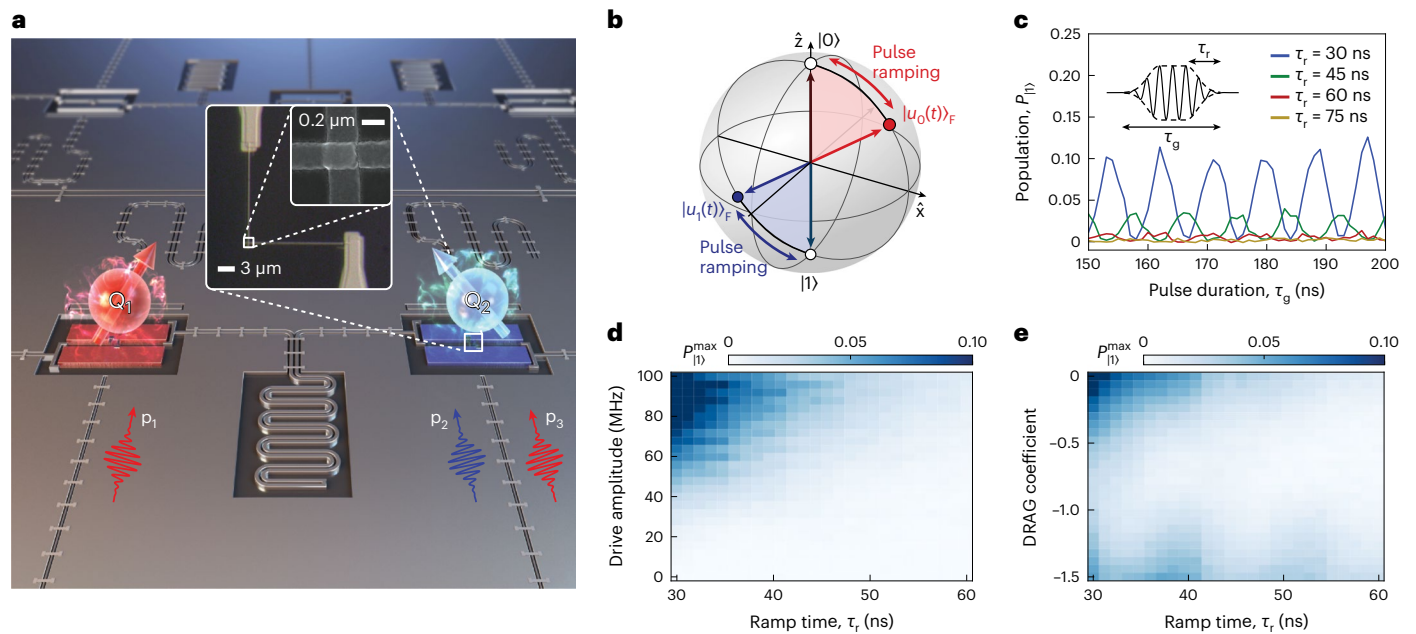 a
0.2 µm
3 µm
Q₁
Q₂
p₁
p₂
p₃
b
ẑ
|0⟩
Pulse
ramping
|u₀(t)⟩F
x̂
|u₁(t)⟩F
Pulse
ramping
|1⟩
c
Population, P|1⟩
0.25
0.20
0.15
0.10
0.05
0
τr
τg
τr = 30 ns
τr = 45 ns
τr = 60 ns
τr = 75 ns
150 160 170 180 190 200
Pulse duration, τg (ns)
d
Pmax|1⟩
0 0.05 0.10
Drive amplitude (MHz)
100
80
60
40
20
0
30 40 50 60
Ramp time, τr (ns)
e
Pmax|1⟩
0 0.05 0.10
DRAG coefficient
0
−0.5
−1.0
−1.5
30 40 50 60
Ramp time, τr (ns)